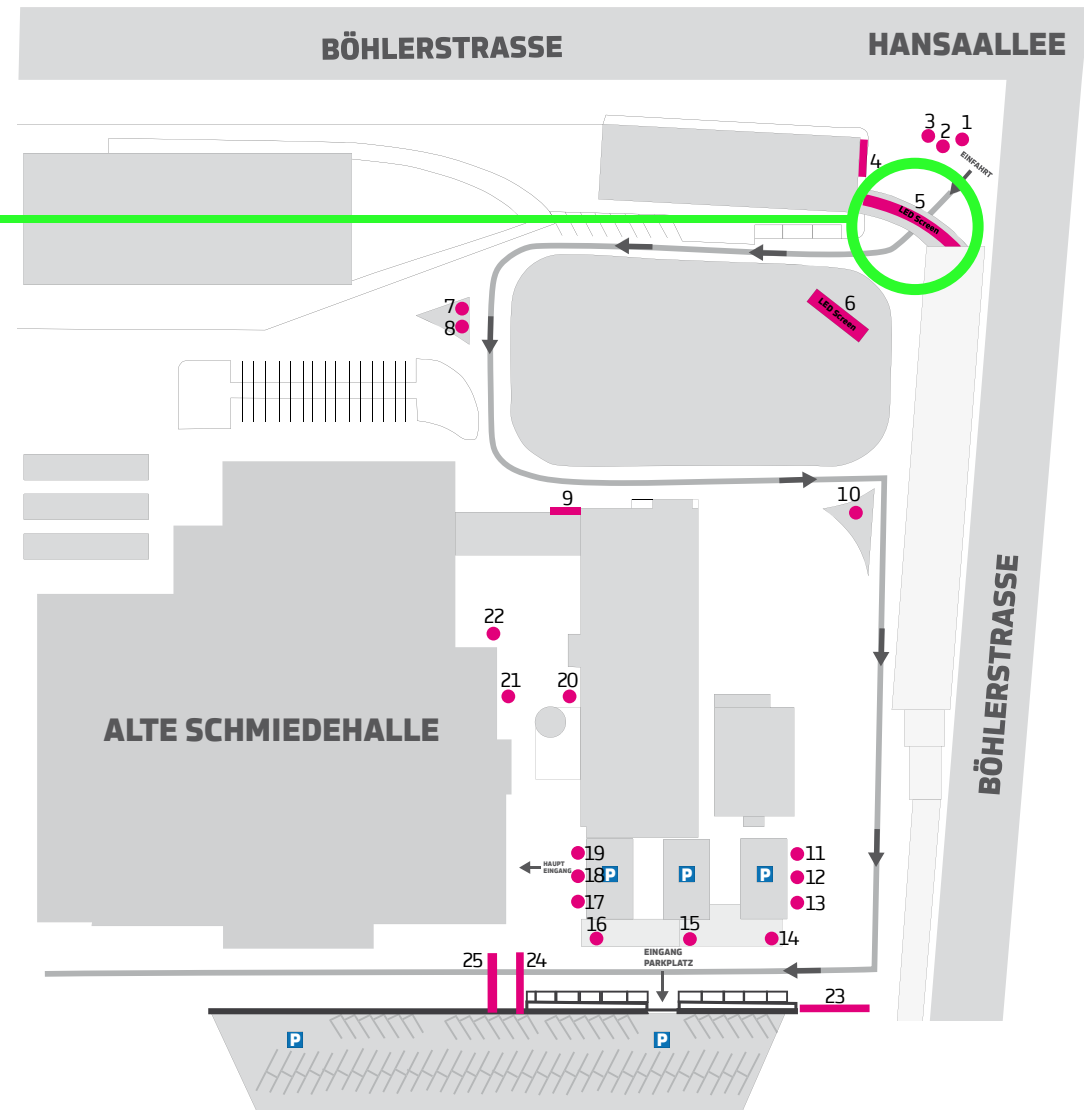 BÖHLERSTRASSE
HANSAALLEE
3
2
1
EINFAHRT
4
5
LED Screen
6
LED Screen
7
8
9
10
BÖHLERSTRASSE
22
21
20
ALTE SCHMIEDEHALLE
19
18
17
HAUPT
EINGANG
P
P
P
11
12
13
16
15
14
EINGANG
PARKPLATZ
25
24
23
P
P